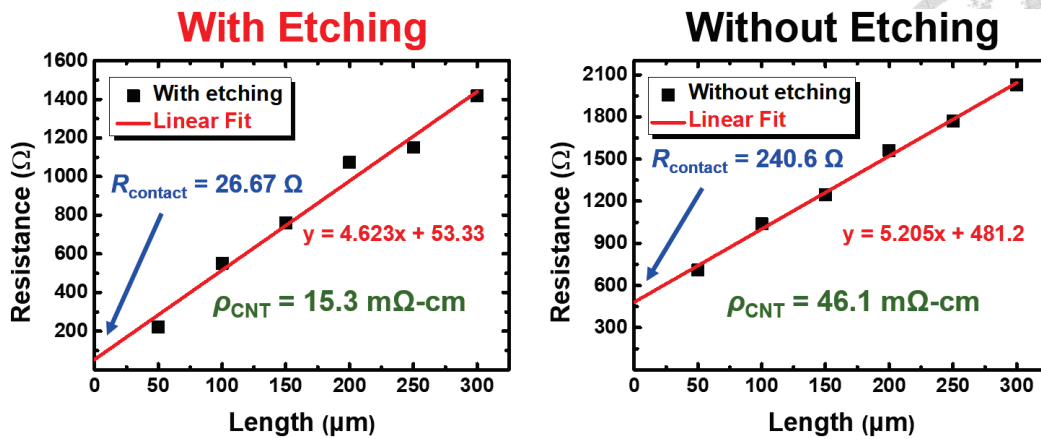 With Etching
1600
1400
1200
1000
800
600
400
200
0
50
100
150
200
250
300
Resistance (Ω)
Length (μm)
With etching
Linear Fit
Rcontact = 26.67 Ω
y = 4.623x + 53.33
ρCNT = 15.3 mΩ-cm
Without Etching
2100
1800
1500
1200
900
600
300
0
50
100
150
200
250
300
Resistance (Ω)
Length (μm)
Without etching
Linear Fit
Rcontact = 240.6 Ω
y = 5.205x + 481.2
ρCNT = 46.1 mΩ-cm